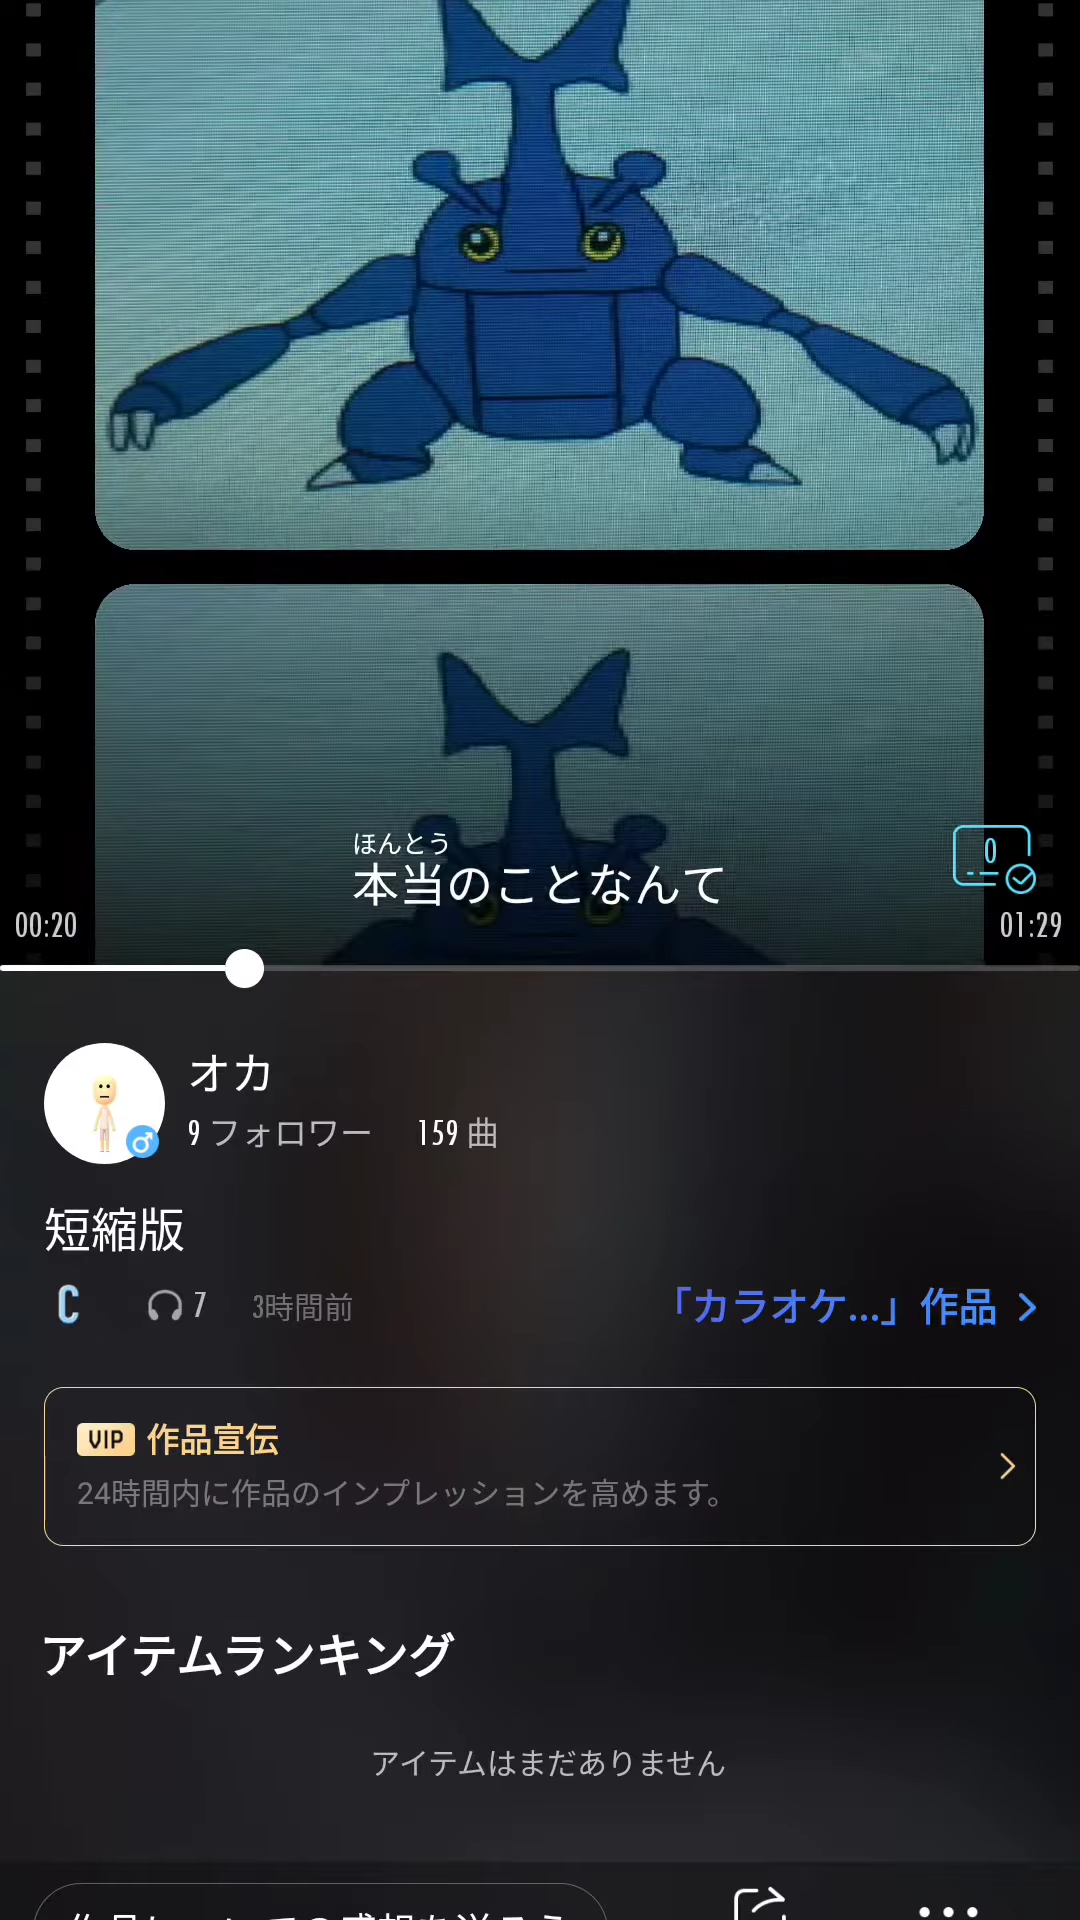 ほんとう
本当のことなんて
0
00:20
01:29
オカ
9 フォロワー 159 曲
短縮版
C 7 3時間前 「カラオケ...」作品
VIP 作品宣伝
24時間内に作品のインプレッションを高めます。
アイテムランキング
アイテムはまだありません